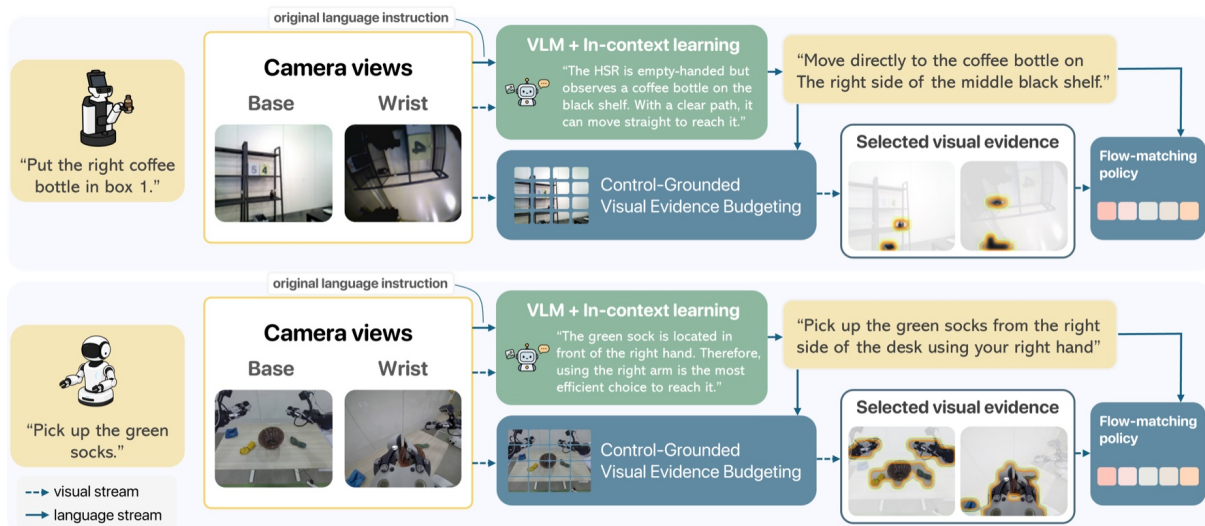 original language instruction
"Put the right coffee
bottle in box 1."
Camera views
Base
Wrist
5 4
VLM + In-context learning
"The HSR is empty-handed but
observes a coffee bottle on the
black shelf. With a clear path, it
can move straight to reach it."
"Move directly to the coffee bottle on
The right side of the middle black shelf."
Control-Grounded
Visual Evidence Budgeting
Selected visual evidence
Flow-matching
policy
original language instruction
"Pick up the green
socks."
Camera views
Base
Wrist
VLM + In-context learning
"The green sock is located in
front of the right hand. Therefore,
using the right arm is the most
efficient choice to reach it."
"Pick up the green socks from the right
side of the desk using your right hand"
Control-Grounded
Visual Evidence Budgeting
Selected visual evidence
Flow-matching
policy
visual stream
language stream